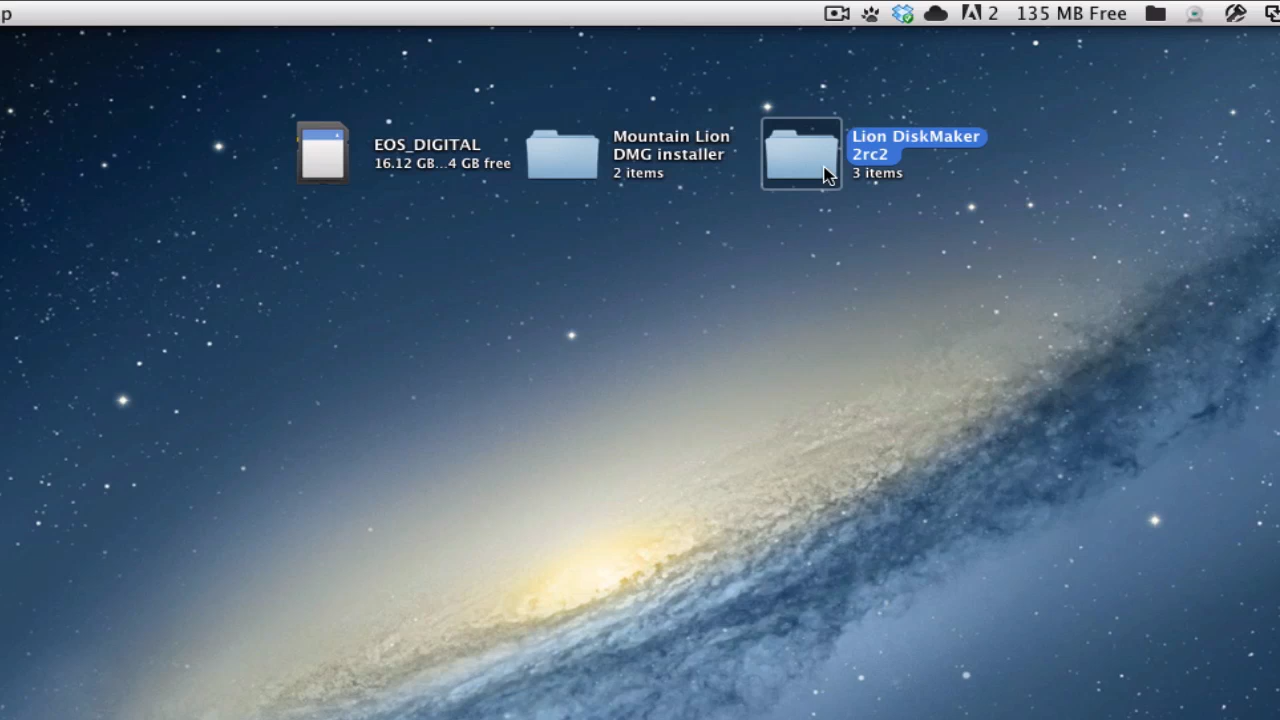 p
2
135 MB Free
EOS_DIGITAL
16.12 GB...4 GB free
Mountain Lion
DMG installer
2 items
Lion DiskMaker
2rc2
3 items